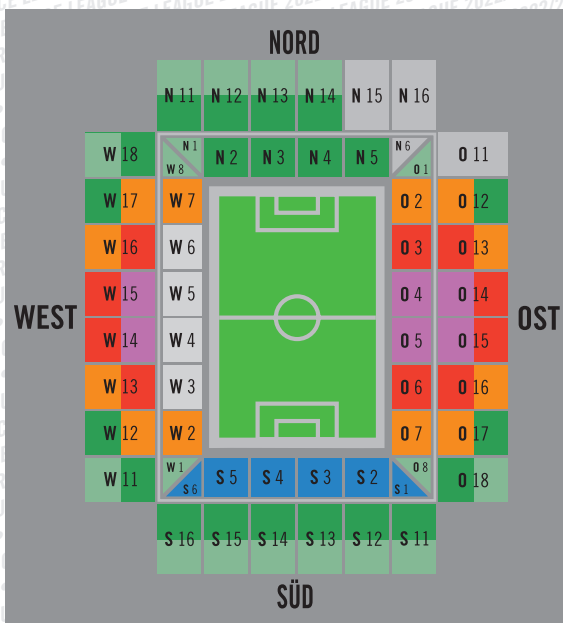 NORD
N 11 N 12 N 13 N 14 N 15 N 16
W 18 N 1 W 8 N 2 N 3 N 4 N 5 N 6 O 1 O 11
W 17 W 7 O 2 O 12
W 16 W 6 O 3 O 13
W 15 W 5 O 4 O 14
WEST OST
W 14 W 4 O 5 O 15
W 13 W 3 O 6 O 16
W 12 W 2 O 7 O 17
W 11 W 1 S 6 S 5 S 4 S 3 S 2 S 1 O 8 O 18
S 16 S 15 S 14 S 13 S 12 S 11
SÜD